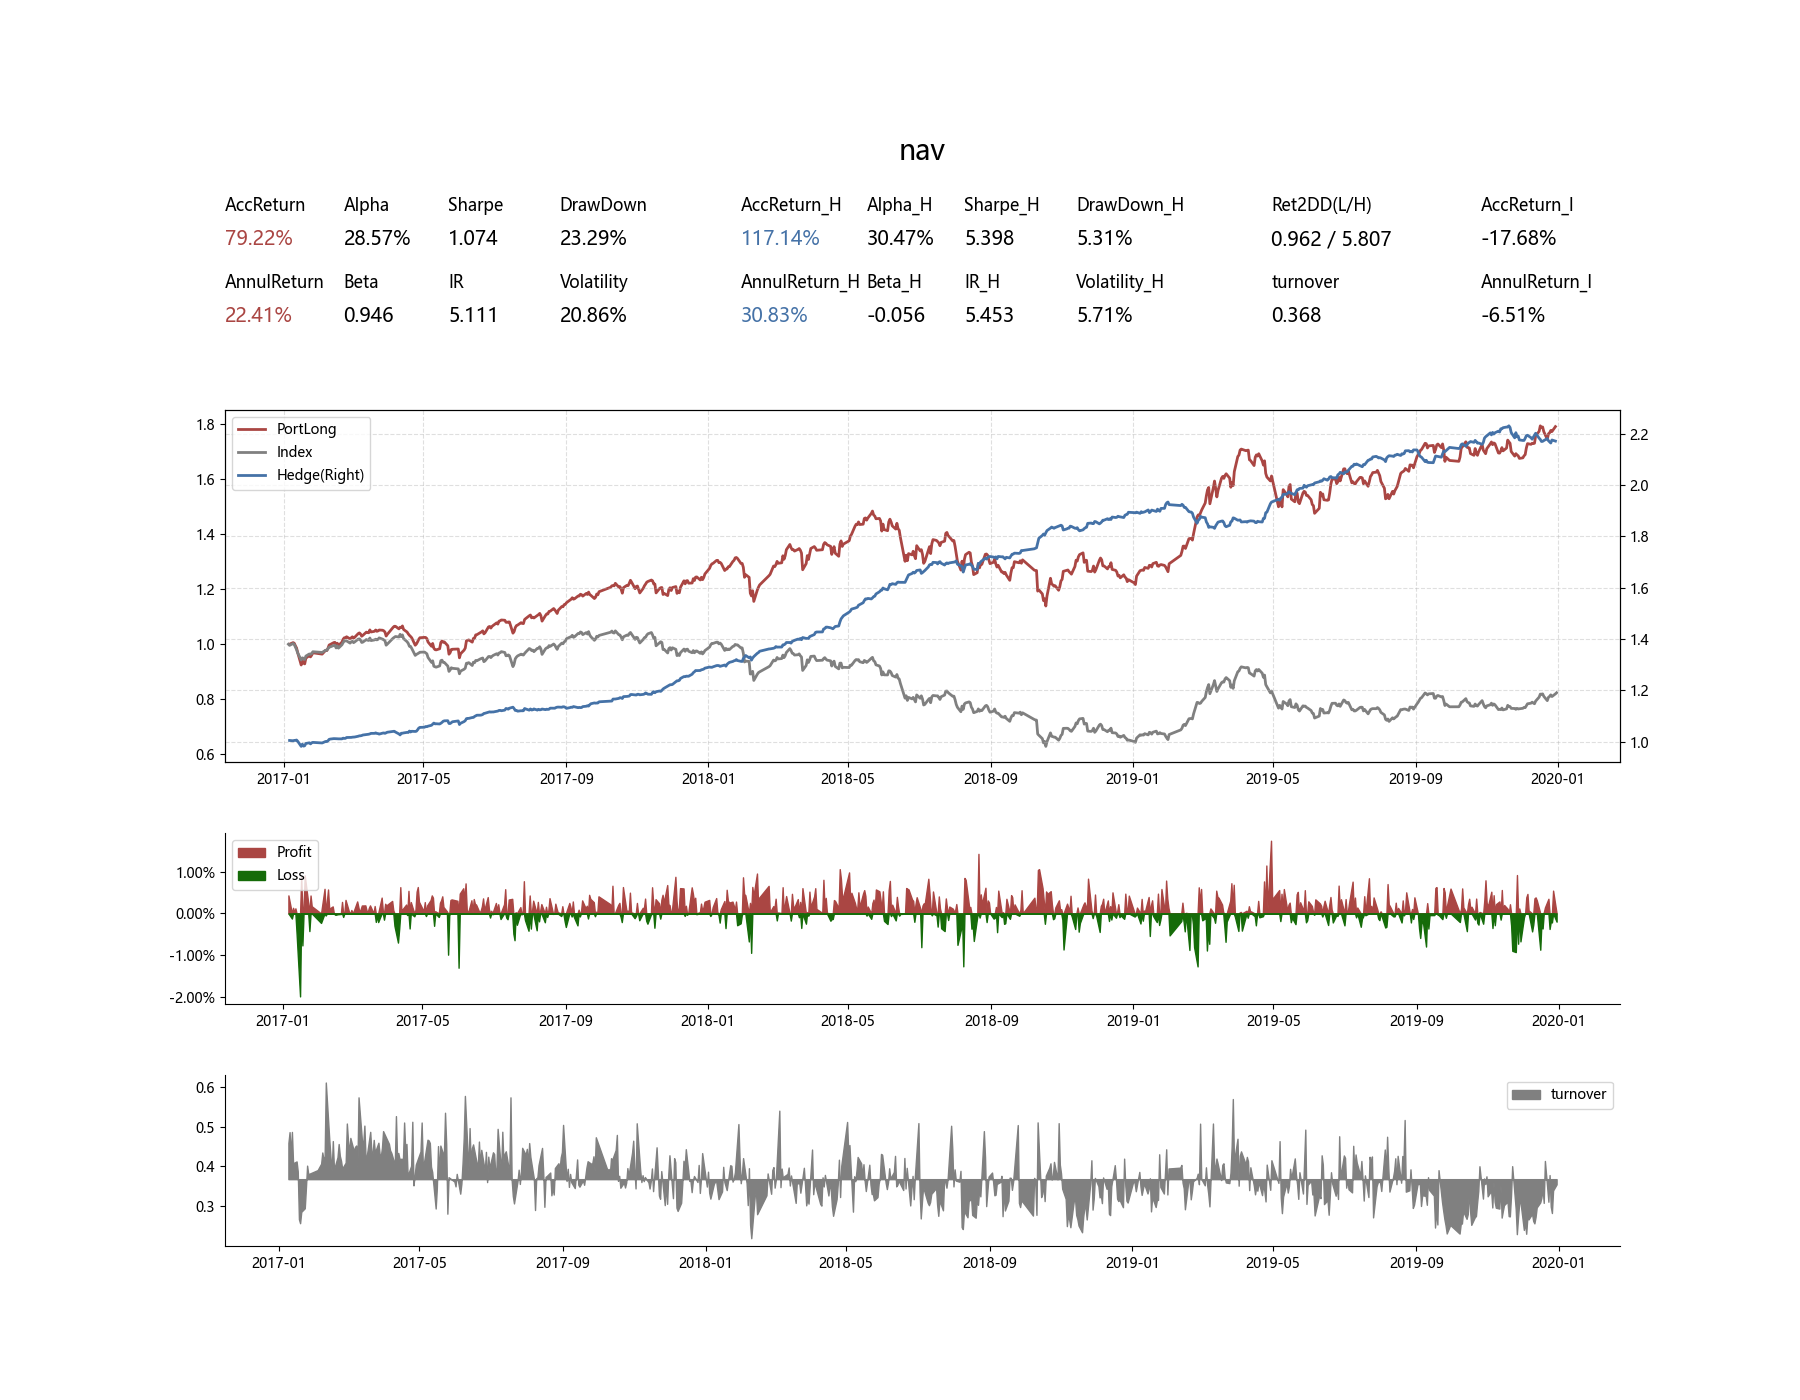 nav
AccReturn Alpha Sharpe DrawDown AccReturn_H Alpha_H Sharpe_H DrawDown_H Ret2DD(L/H) AccReturn_I
79.22% 28.57% 1.074 23.29% 117.14% 30.47% 5.398 5.31% 0.962 / 5.807 -17.68%
AnnulReturn Beta IR Volatility AnnulReturn_H Beta_H IR_H Volatility_H turnover AnnulReturn_I
22.41% 0.946 5.111 20.86% 30.83% -0.056 5.453 5.71% 0.368 -6.51%
PortLong
Index
Hedge(Right)
1.8
1.6
1.4
1.2
1.0
0.8
0.6
2.2
2.0
1.8
1.6
1.4
1.2
1.0
2017-01 2017-05 2017-09 2018-01 2018-05 2018-09 2019-01 2019-05 2019-09 2020-01
Profit
Loss
1.00%
0.00%
-1.00%
-2.00%
2017-01 2017-05 2017-09 2018-01 2018-05 2018-09 2019-01 2019-05 2019-09 2020-01
turnover
0.6
0.5
0.4
0.3
2017-01 2017-05 2017-09 2018-01 2018-05 2018-09 2019-01 2019-05 2019-09 2020-01